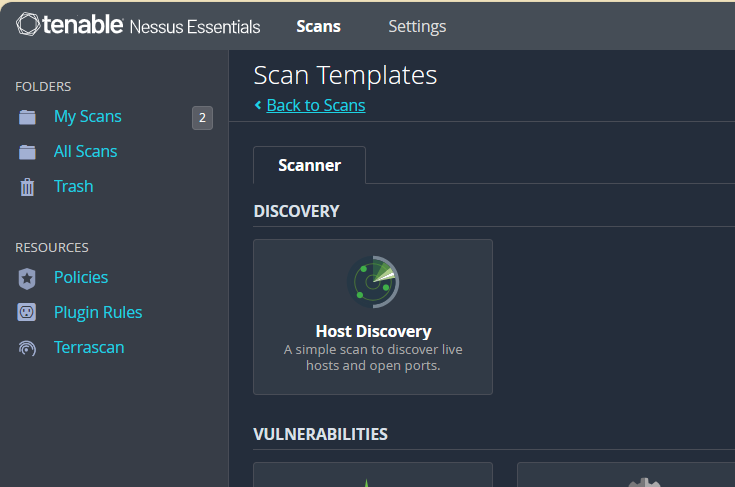 tenable Nessus Essentials Scans Settings
FOLDERS
My Scans 2
All Scans
Trash
RESOURCES
Policies
Plugin Rules
Terrascan
Scan Templates
Back to Scans
Scanner
DISCOVERY
Host Discovery
A simple scan to discover live
hosts and open ports.
VULNERABILITIES